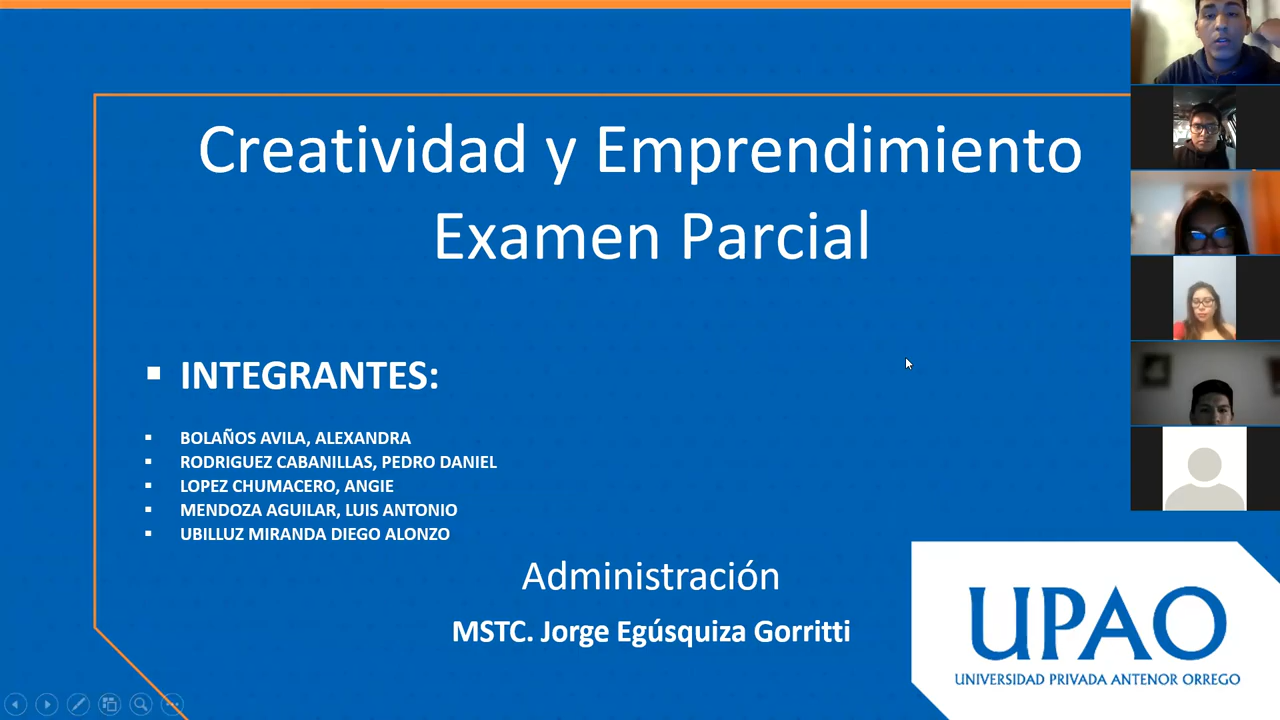 Creatividad y Emprendimiento
Examen Parcial
INTEGRANTES:
BOLAÑOS AVILA, ALEXANDRA
RODRIGUEZ CABANILLAS, PEDRO DANIEL
LOPEZ CHUMACERO, ANGIE
MENDOZA AGUILAR, LUIS ANTONIO
UBILLUZ MIRANDA DIEGO ALONZO
Administración
MSTC. Jorge Egúsquiza Gorritti
UPAO
UNIVERSIDAD PRIVADA ANTENOR ORREGO